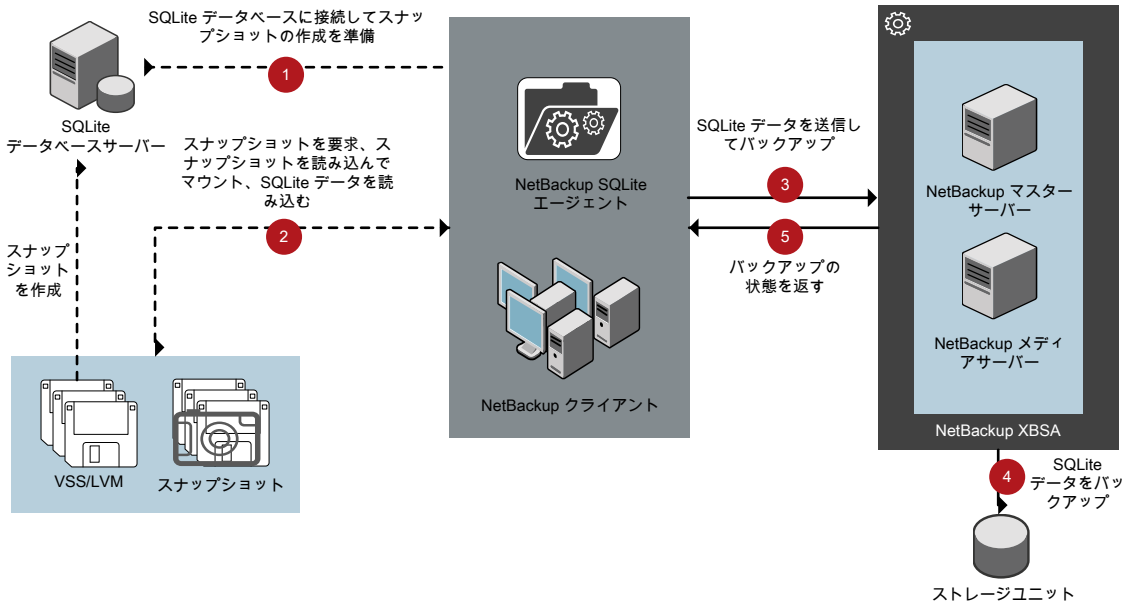 SQLite データベースに接続してスナッ
プショットの作成を準備
1
SQLite
データベースサーバー
スナップショットを要求、ス
ナップショットを読み込んで
マウント、SQLite データを読
み込む
2
スナップ
ショット
を作成
VSS/LVM
スナップショット
NetBackup SQLite
エージェント
NetBackup クライアント
SQLite データを送信し
てバックアップ
3
5
バックアップの
状態を返す
NetBackup マスター
サーバー
NetBackup メディ
アサーバー
NetBackup XBSA
4
SQLite
データをバッ
クアップ
ストレージユニット